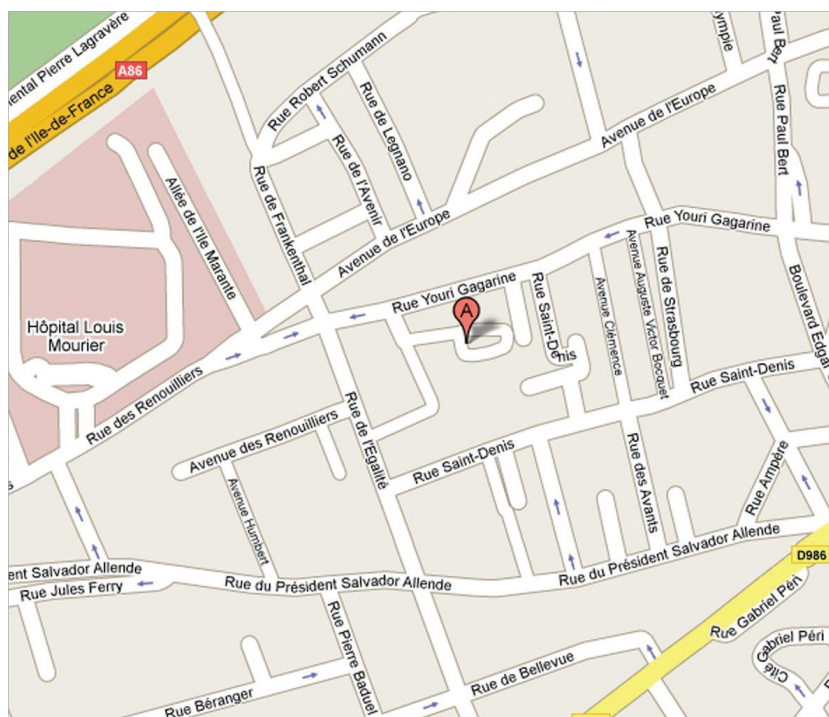 ental Pierre Lagravère
A86
de l'Ile-de-France
Rue Robert Schumann
Rue de Legnano
Rue de l'Avenir
Allée de l'Ile Marante
Rue de Frankenthal
Avenue de l'Europe
Avenue de l'Europe
ympie
Paul Bert
Rue Paul Bert
Rue Youri Gagarine
Rue Youri Gagarine
A
Hôpital Louis
Mourier
Rue Saint-Denis
Avenue Clémence
Avenue Auguste Victor Bocquet
Rue de Strasbourg
Boulevard Edgar
Rue des Renouilliers
Avenue des Renouilliers
Rue de l'Egalité
Rue Saint-Denis
Rue Saint-Denis
Avenue Humbert
Rue des Avants
Rue Ampère
s
ent Salvador Allende
Rue Jules Ferry
Rue du Président Salvador Allende
Rue du Président Salvador Allende
D986
Rue Pierre Baduel
Rue Gabriel Péri
Gabriel Péri
Cité
Rue Béranger
Rue de Bellevue